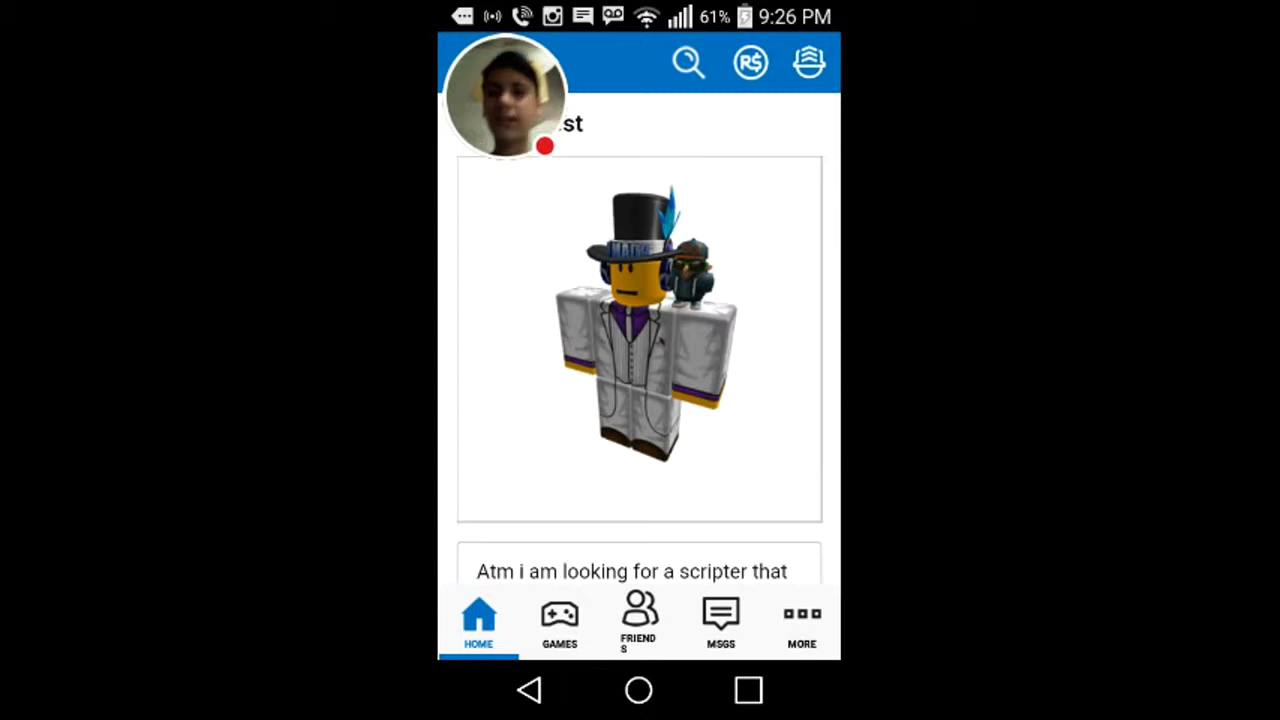 61% 9:26 PM
R$
st
Atm i am looking for a scripter that
HOME
GAMES
FRIEND
S
MSGS
MORE